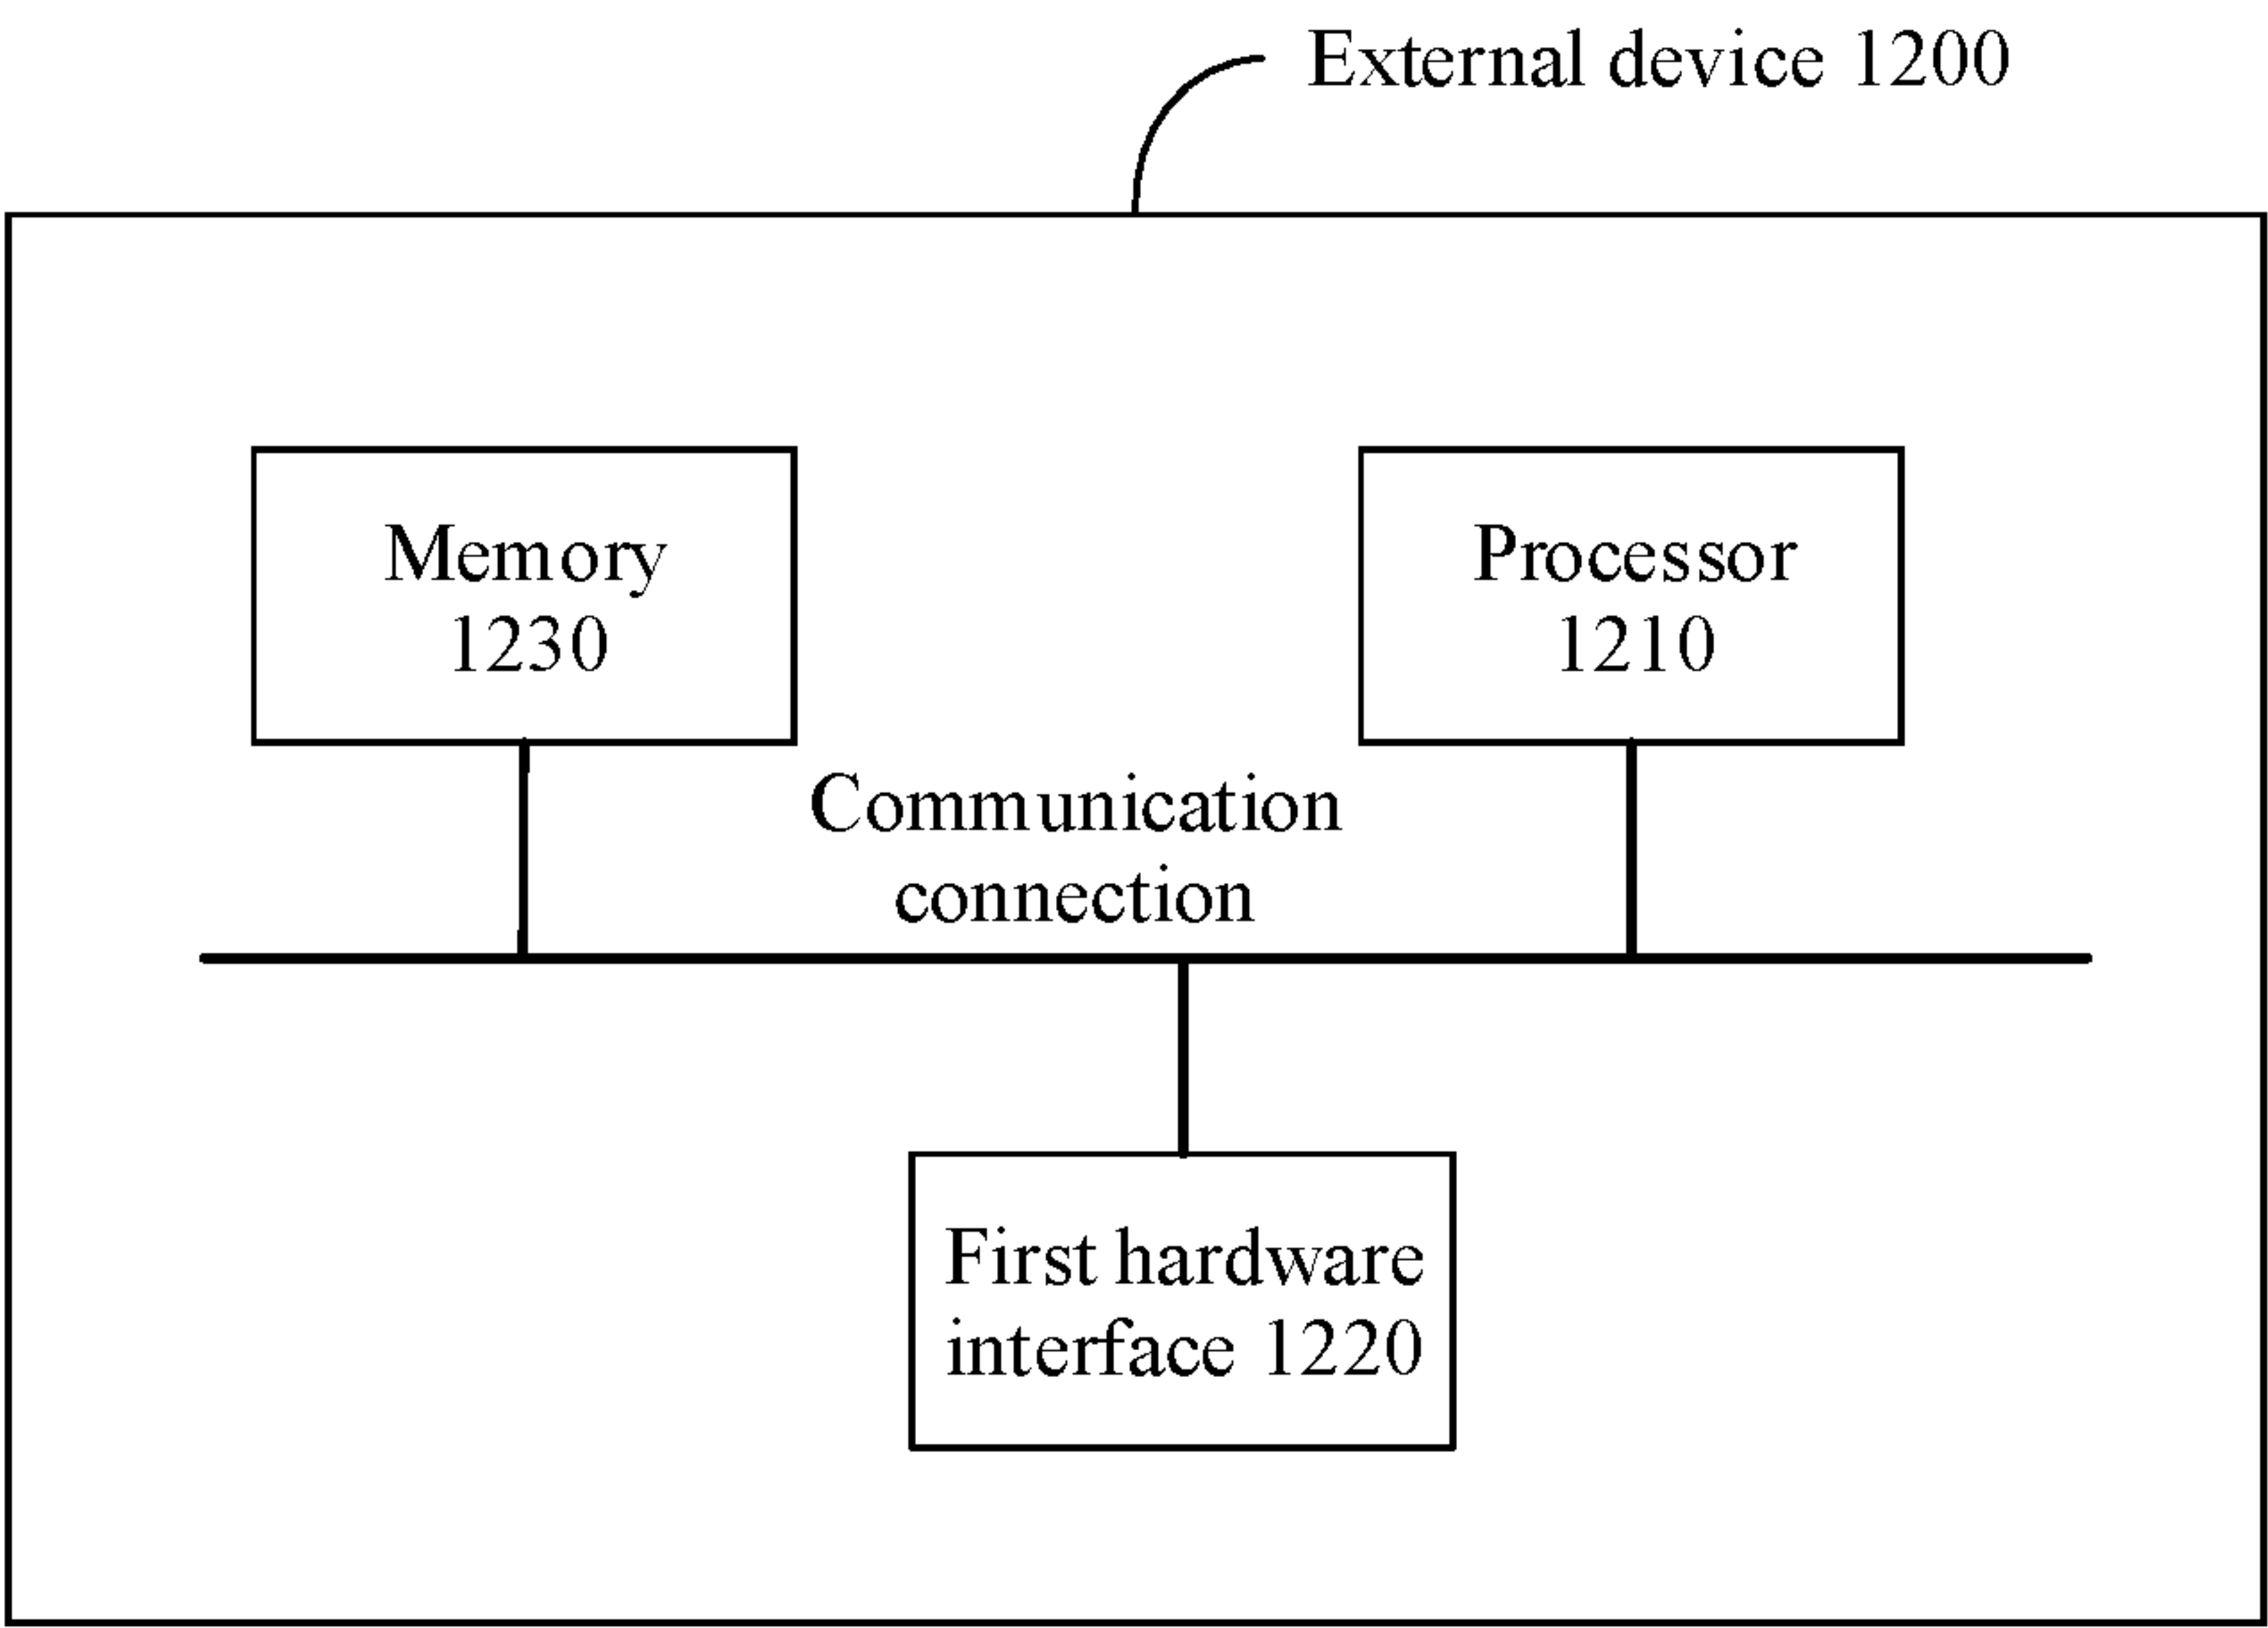 External device 1200
Memory
1230
Processor
1210
Communication
connection
First hardware
interface 1220